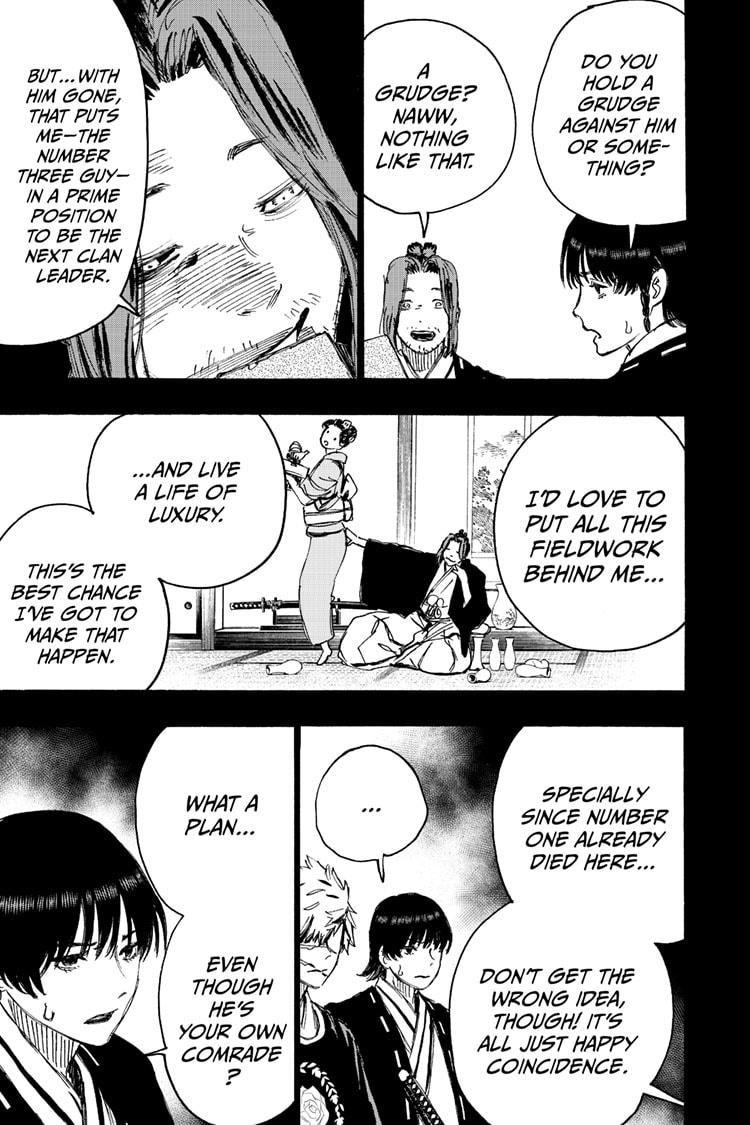 DO YOU
HOLD A
GRUDGE
AGAINST HIM
OR SOME-
THING?
A
GRUDGE?
NAWW,
NOTHING
LIKE THAT.
BUT...WITH
HIM GONE,
THAT PUTS
ME—THE
NUMBER
THREE GUY—
IN A PRIME
POSITION
TO BE THE
NEXT CLAN
LEADER.
I'D LOVE TO
PUT ALL THIS
FIELDWORK
BEHIND ME...
...AND LIVE
A LIFE OF
LUXURY.
THIS'S THE
BEST CHANCE
I'VE GOT TO
MAKE THAT
HAPPEN.
SPECIALLY
SINCE NUMBER
ONE ALREADY
DIED HERE...
DON'T GET THE
WRONG IDEA,
THOUGH! IT'S
ALL JUST HAPPY
COINCIDENCE.
...
WHAT A
PLAN...
EVEN
THOUGH
HE'S
YOUR OWN
COMRADE
?